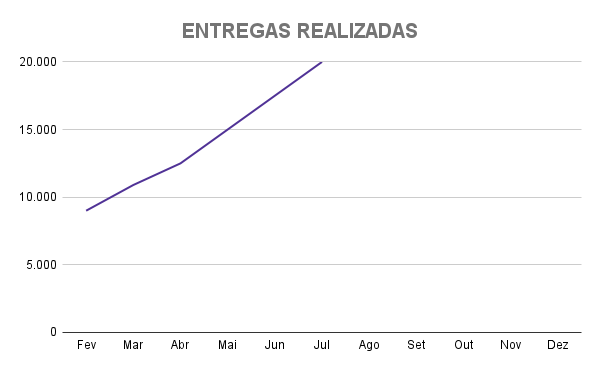 ENTREGAS REALIZADAS
20.000
15.000
10.000
5.000
0
Fev Mar Abr Mai Jun Jul Ago Set Out Nov Dez